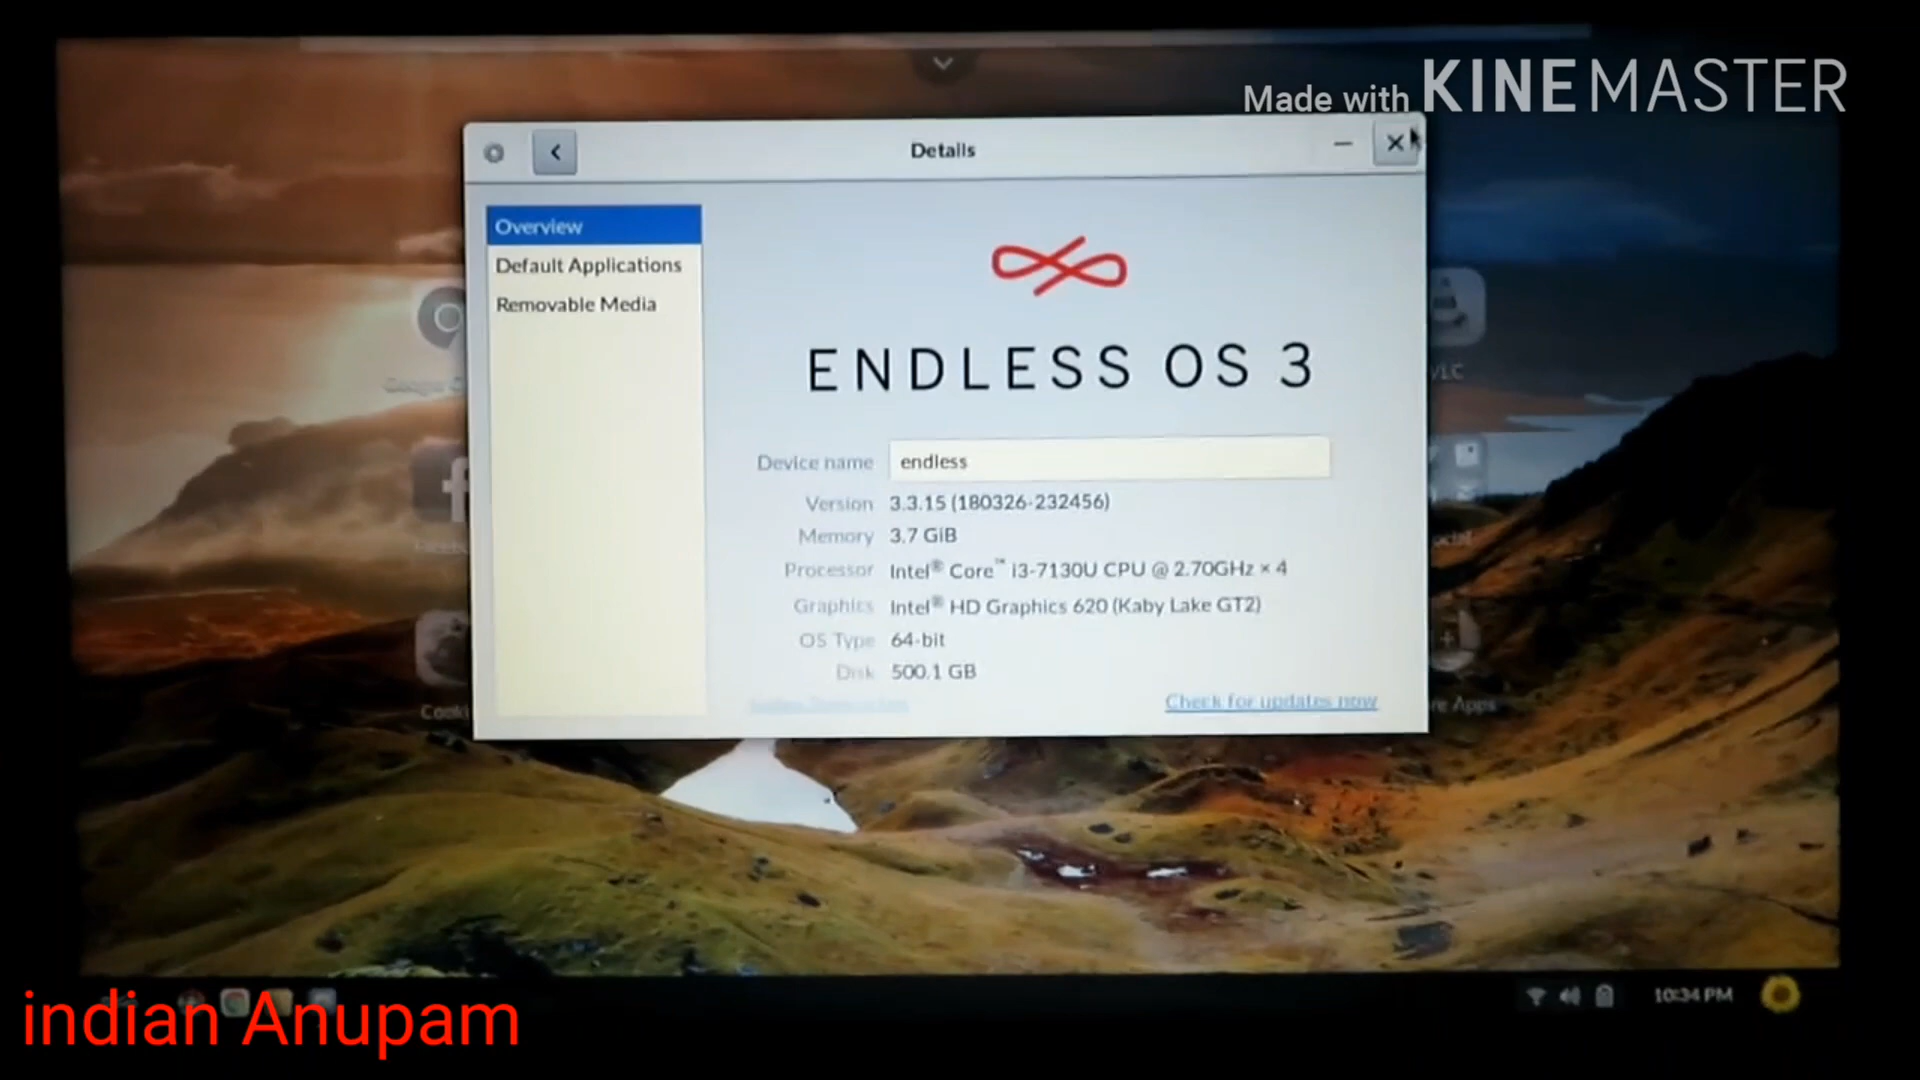 Made with KINEMASTER
Details
Overview
Default Applications
Removable Media
ENDLESS OS 3
Device name endless
Version 3.3.15 (180326-232456)
Memory 3.7 GiB
Processor Intel® Core™ i3-7130U CPU @ 2.70GHz × 4
Graphics Intel® HD Graphics 620 (Kaby Lake GT2)
OS Type 64-bit
Disk 500.1 GB
Check for updates now
VLC
re Apps
10:34 PM
indian Anupam